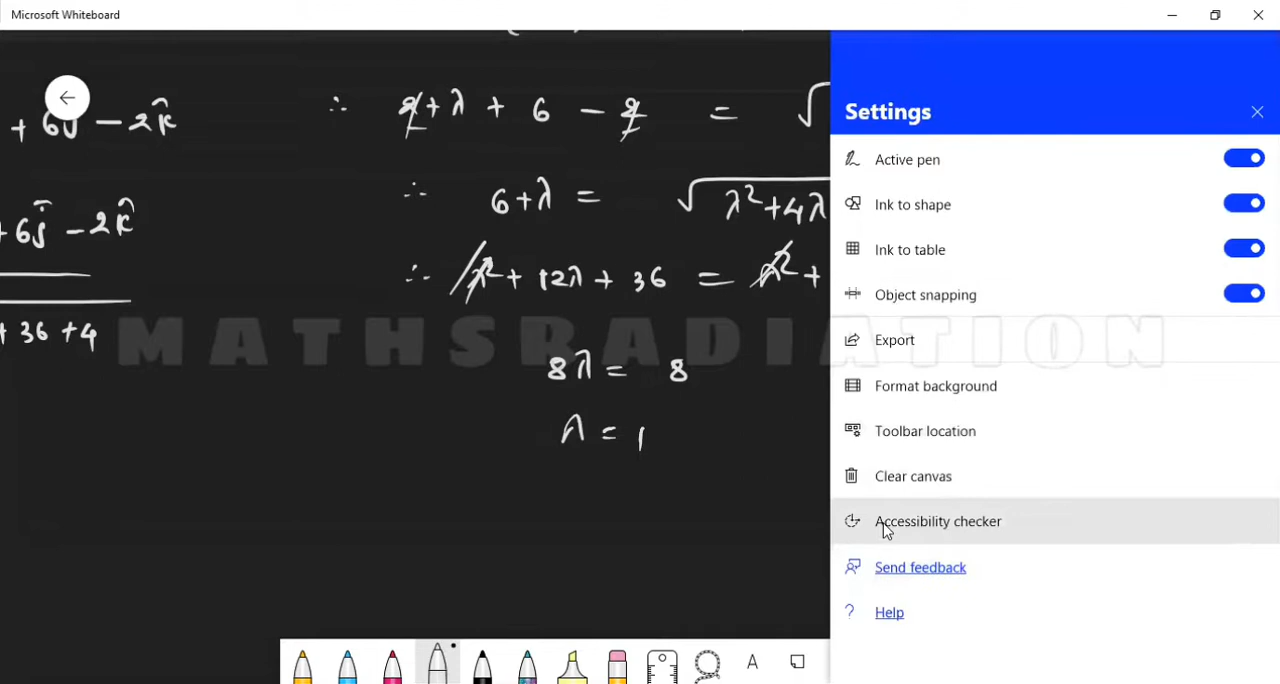 Microsoft Whiteboard
+ 6ĵ − 2k̂
+ 6ĵ − 2k̂
+ 36 + 4
∴ 2 + λ + 6 − 2 = √
∴ 6 + λ = √λ² + 4λ
∴ λ² + 12λ + 36 = λ² +
8λ = 8
λ = 1
MATHSRADIATION
Settings
Active pen
Ink to shape
Ink to table
Object snapping
Export
Format background
Toolbar location
Clear canvas
Accessibility checker
Send feedback
? Help
A